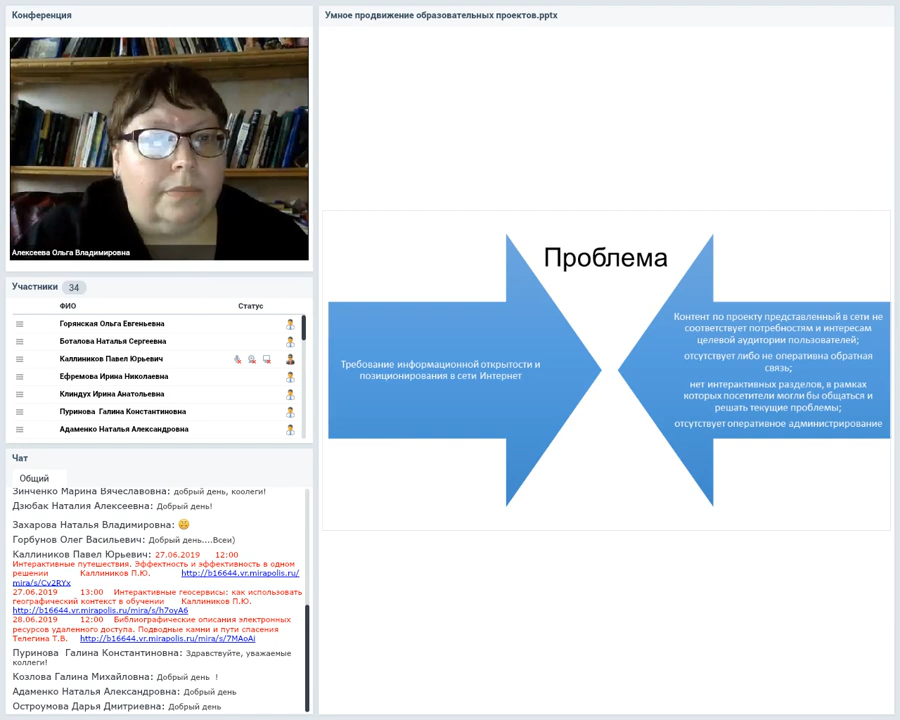 Конференция
Алексеева Ольга Владимировна
Участники 34
ФИО Статус
Горянская Ольга Евгеньевна
Боталова Наталья Сергеевна
Каллиников Павел Юрьевич
Ефремова Ирина Николаевна
Клиндух Ирина Анатольевна
Пуринова Галина Константиновна
Адаменко Наталья Александровна
Чат
Общий
Зинченко Марина Вячеславовна: добрый день, коолеги!
Дзюбак Наталия Алексеевна: Добрый день!
Захарова Наталья Владимировна:
Горбунов Олег Васильевич: Добрый день....Всеи)
Каллиников Павел Юрьевич: 27.06.2019 12:00
Интерактивные путешествия. Эффектность и эффективность в одном
решении Каллиников П.Ю. http://b16644.vr.mirapolis.ru/
mira/s/Cy2RYx
27.06.2019 13:00 Интерактивные геосервисы: как использовать
географический контекст в обучении Каллиников П.Ю.
http://b16644.vr.mirapolis.ru/mira/s/h7oyA6
28.06.2019 12:00 Библиографические описания электронных
ресурсов удаленного доступа. Подводные камни и пути спасения
Телегина Т.В. http://b16644.vr.mirapolis.ru/mira/s/7MAoAi
Пуринова Галина Константиновна: Здравствуйте, уважаемые
коллеги!
Козлова Галина Михайловна: Добрый день !
Адаменко Наталья Александровна: Добрый день
Остроумова Дарья Дмитриевна: Добрый день
Умное продвижение образовательных проектов.pptx
Проблема
Требование информационной открытости и
позиционирования в сети Интернет
Контент по проекту представленный в сети не
соответствует потребностям и интересам
целевой аудитории пользователей;
отсутствует либо не оперативна обратная
связь;
нет интерактивных разделов, в рамках
которых посетители могли бы общаться и
решать текущие проблемы;
отсутствует оперативное администрирование